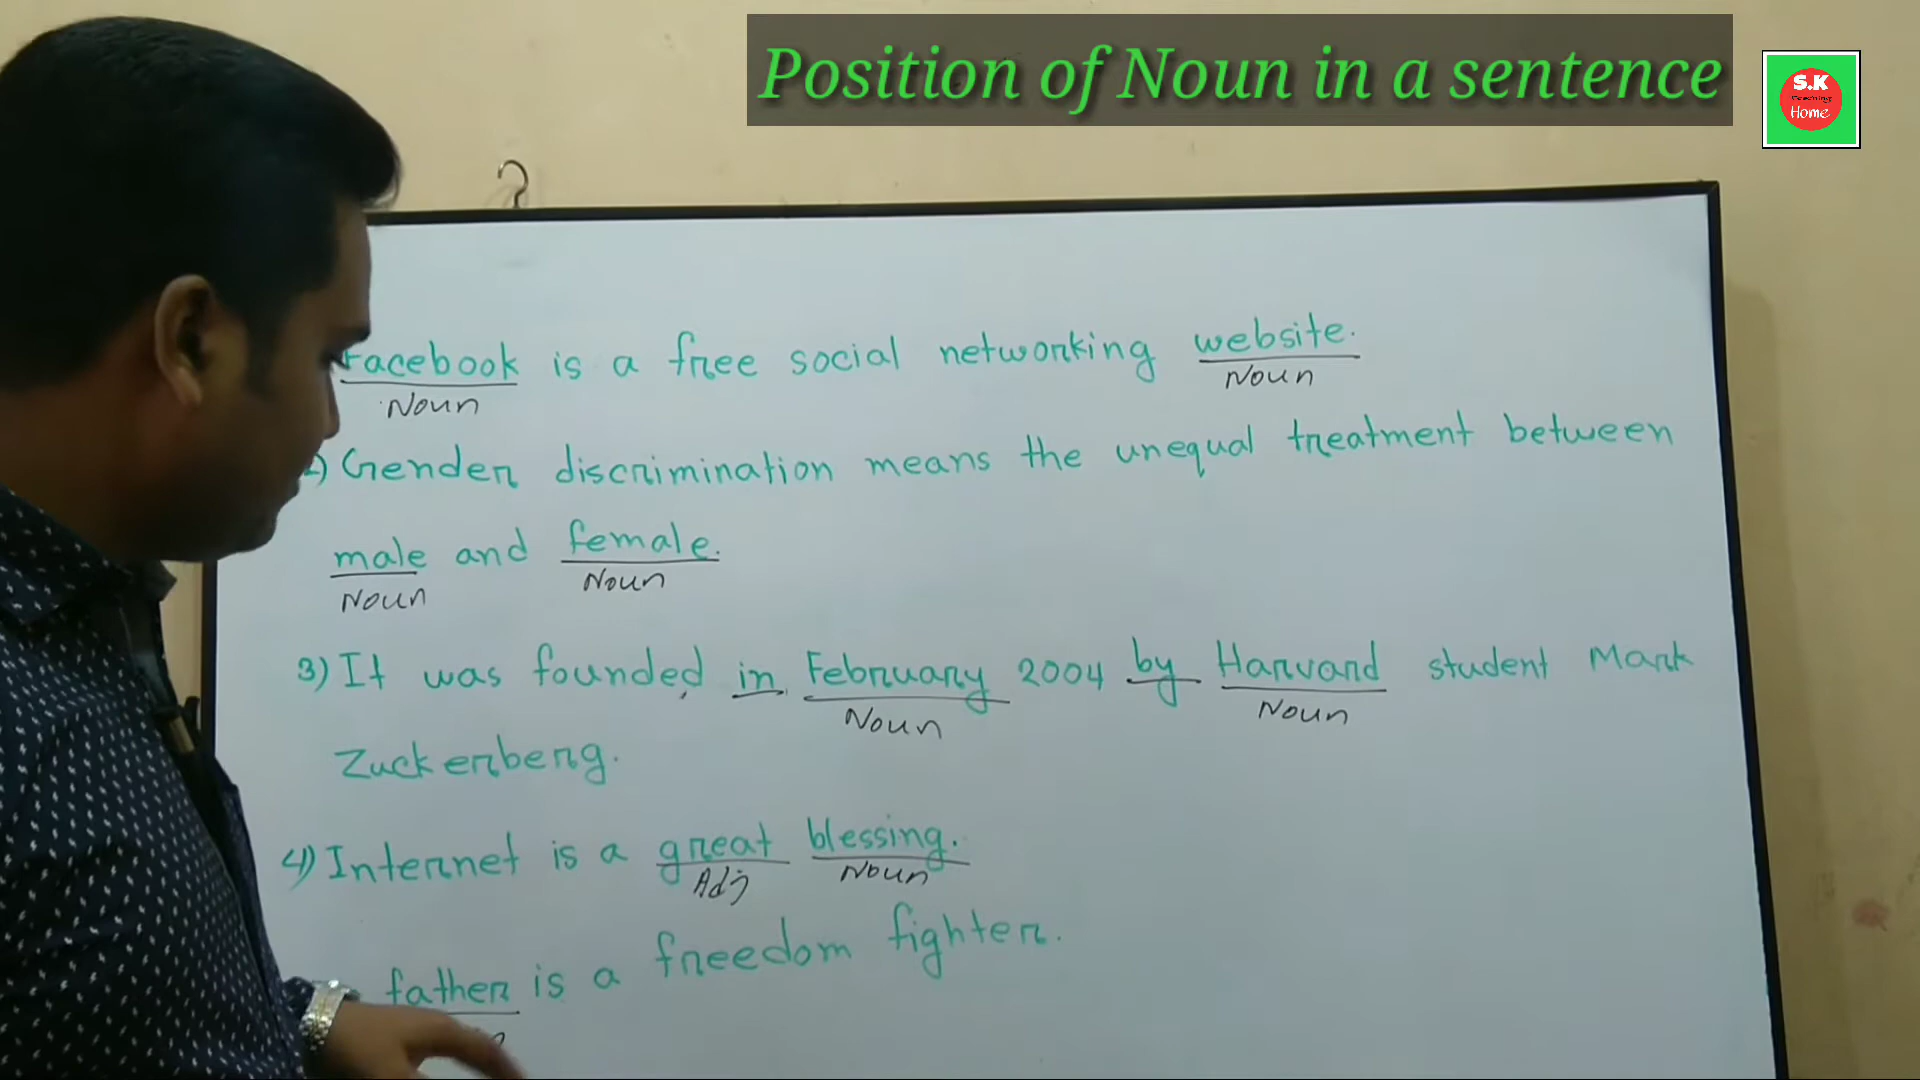 Position of Noun in a sentence
S.K
Teaching
Home
Facebook is a free social networking website.
Noun
Noun
2) Gender discrimination means the unequal treatment between
male and female.
Noun
Noun
3) It was founded in February 2004 by Harvard student Mark
Noun
Noun
Zuckerberg.
4) Internet is a great blessing.
Adj
Noun
father is a freedom fighter.